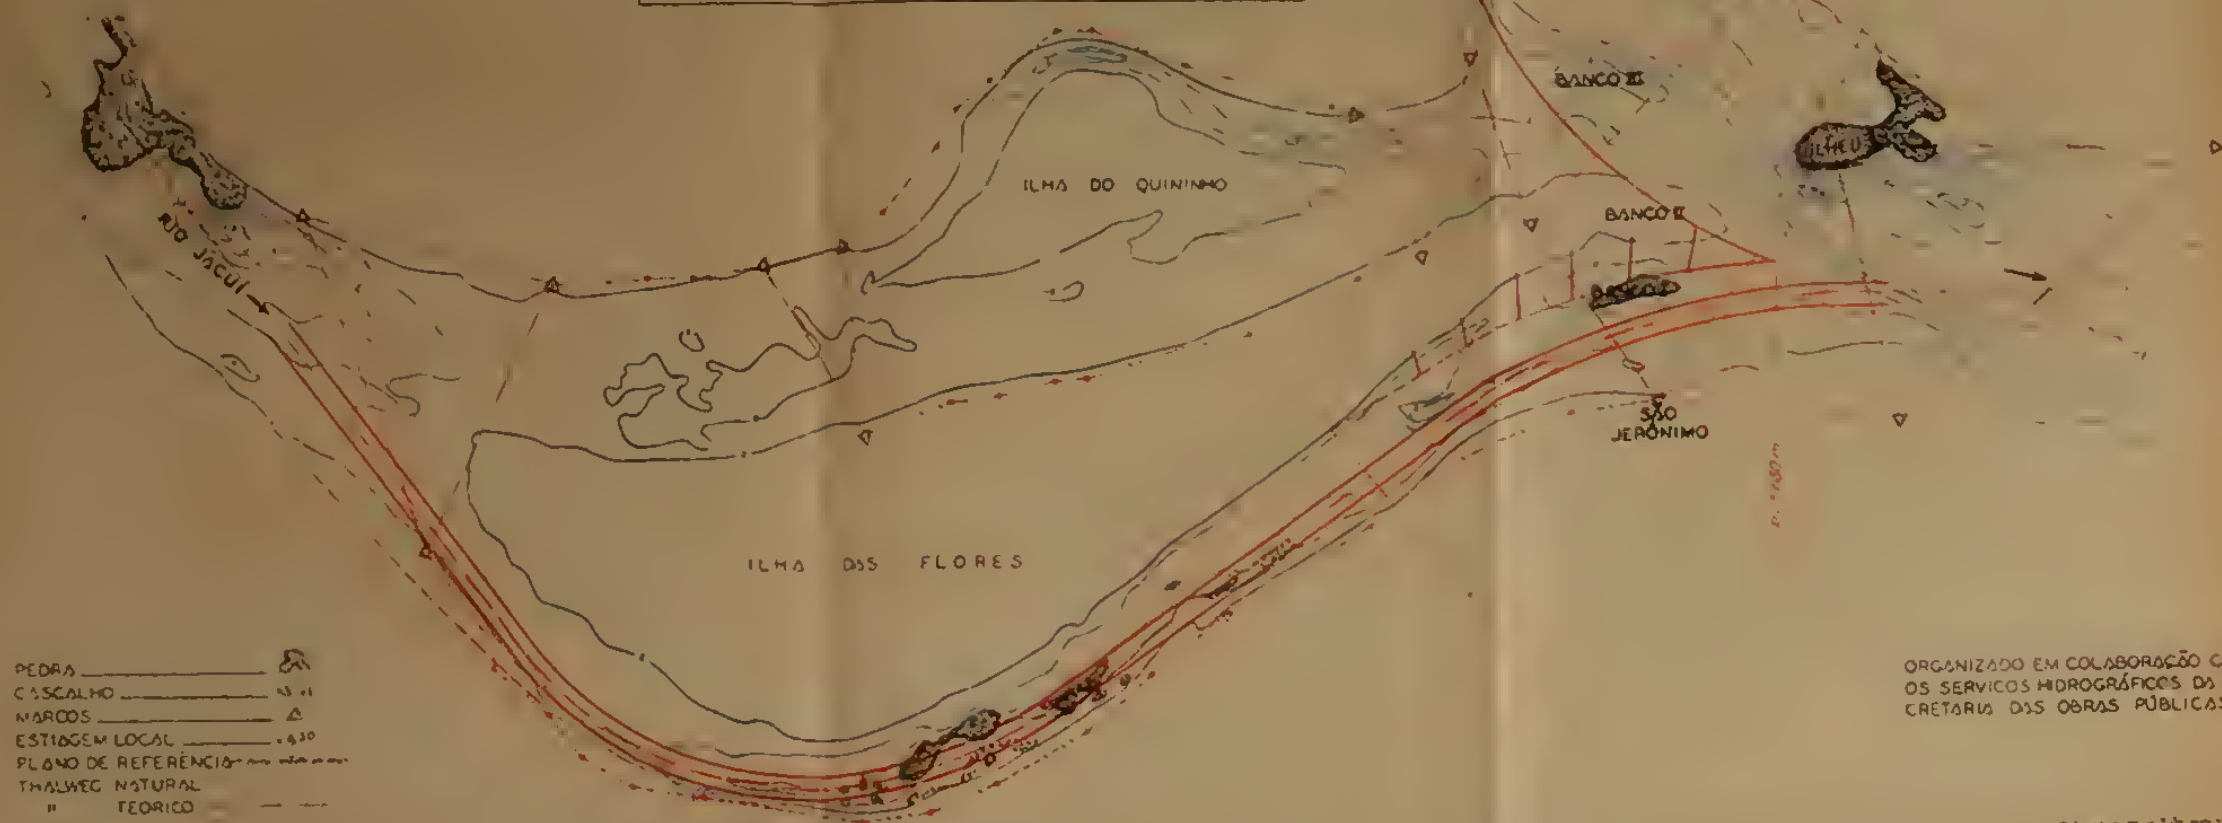 BANCO III
ILHÉU
ILHA DO QUININHO
BANCO II
RIO JACUÍ
BANCO I
SÃO
JERÔNIMO
ILHA DAS FLORES
PEDRA
CASCALHO
MARCOS
ESTIAGEM LOCAL
PLANO DE REFERÊNCIA
THALWEG NATURAL
" TEÓRICO
ORGANIZADO EM COLABORAÇÃO C
OS SERVIÇOS HIDROGRÁFICOS DA
CRETARIA DAS OBRAS PÚBLICAS